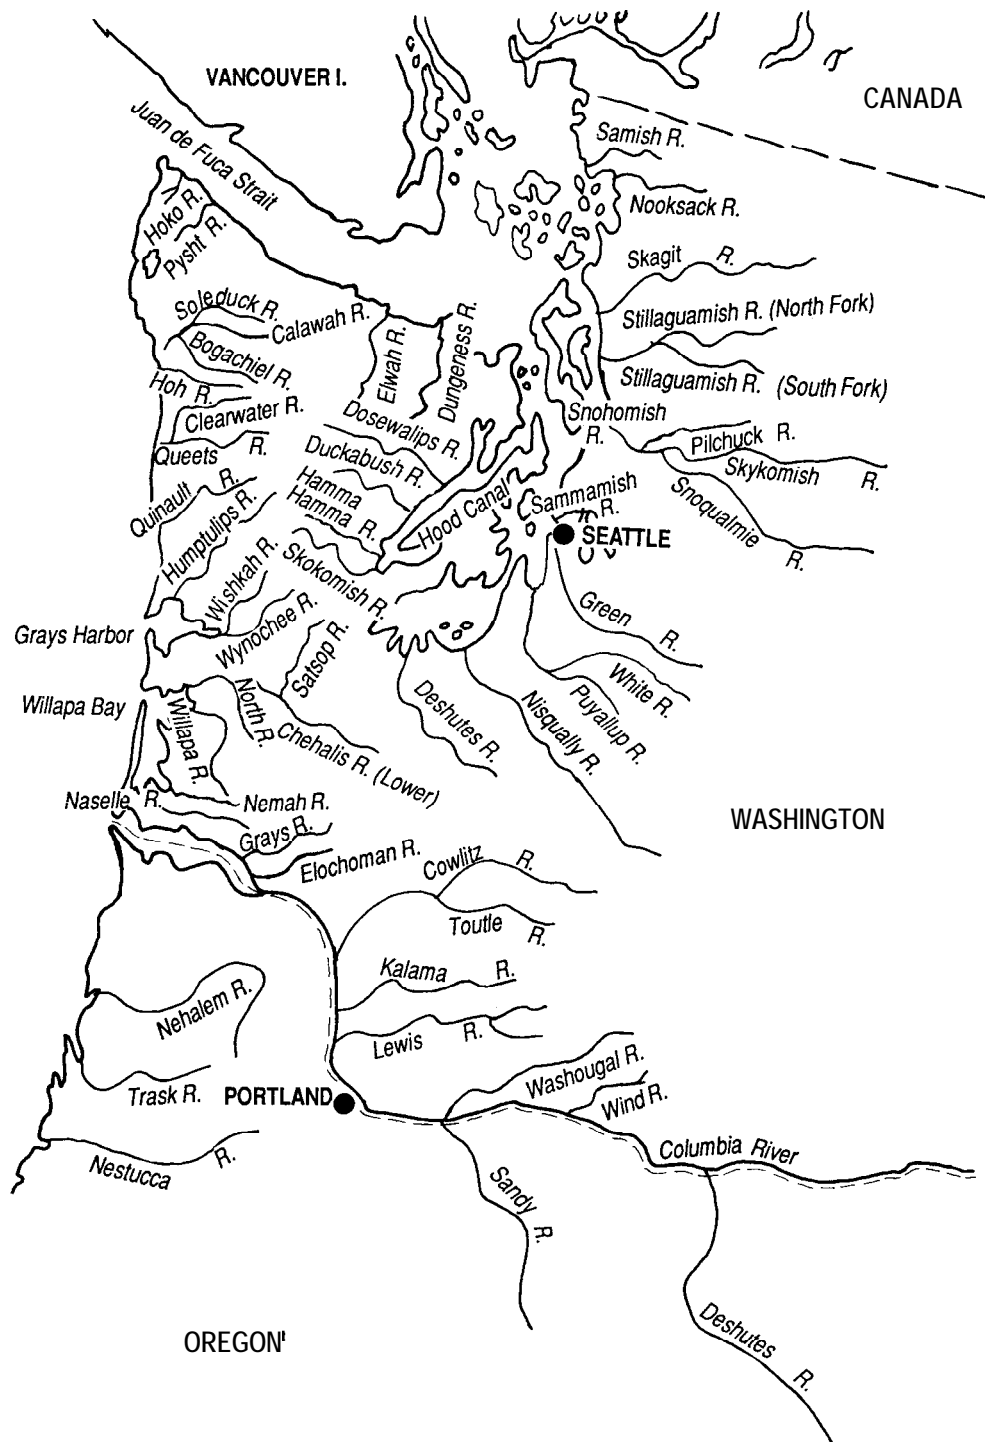 VANCOUVER I.
CANADA
Juan de Fuca Strait
Samish R.
Nooksack R.
Hoko R.
Pysht R.
Skagit R.
Soleduck R.
Calawah R.
Stillaguamish R. (North Fork)
Bogachiel R.
Elwah R.
Dungeness R.
Stillaguamish R. (South Fork)
Hoh R.
Clearwater R.
Dosewalips R.
Snohomish R.
Queets R.
Duckabush R.
Pilchuck R.
Skykomish R.
Quinault R.
Hamma Hamma R.
Hood Canal
Sammamish R.
Snoqualmie R.
Humptulips R.
SEATTLE
Wishkah R.
Skokomish R.
Green R.
Grays Harbor
Wynochee R.
Satsop R.
White R.
Willapa Bay
Willapa R.
North R.
Chehalis R. (Lower)
Deshutes R.
Nisqually R.
Puyallup R.
Naselle R.
Nemah R.
WASHINGTON
Grays R.
Elochoman R.
Cowlitz R.
Toutle R.
Kalama R.
Nehalem R.
Lewis R.
Trask R.
PORTLAND
Washougal R.
Wind R.
Nestucca R.
Columbia River
Sandy R.
OREGON
Deshutes R.